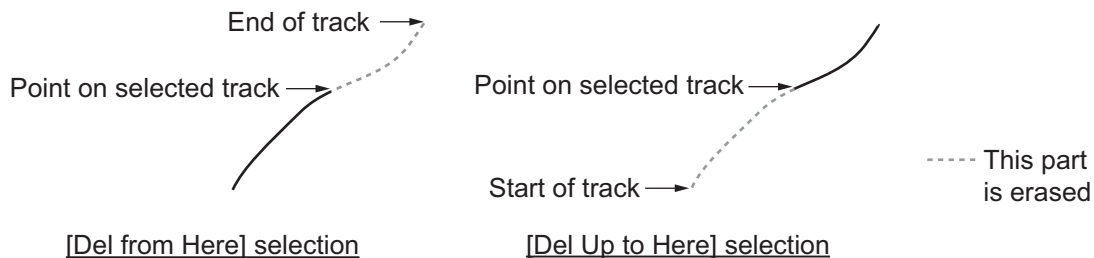 End of track
Point on selected track
[Del from Here] selection
Point on selected track
Start of track
[Del Up to Here] selection
This part
is erased